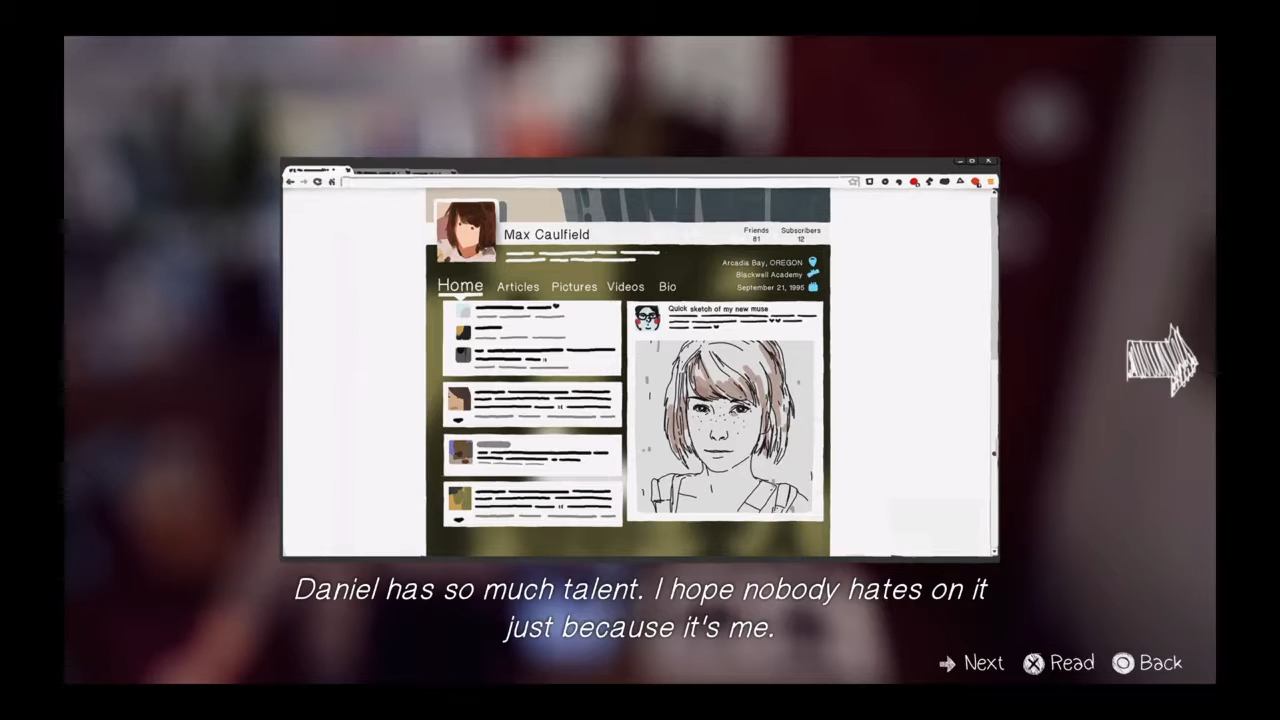 Max Caulfield
Friends
81
Subscribers
12
Arcadia Bay, OREGON
Blackwell Academy
September 21, 1995
Home Articles Pictures Videos Bio
Quick sketch of my new muse
Daniel has so much talent. I hope nobody hates on it
just because it's me.
Next Read Back